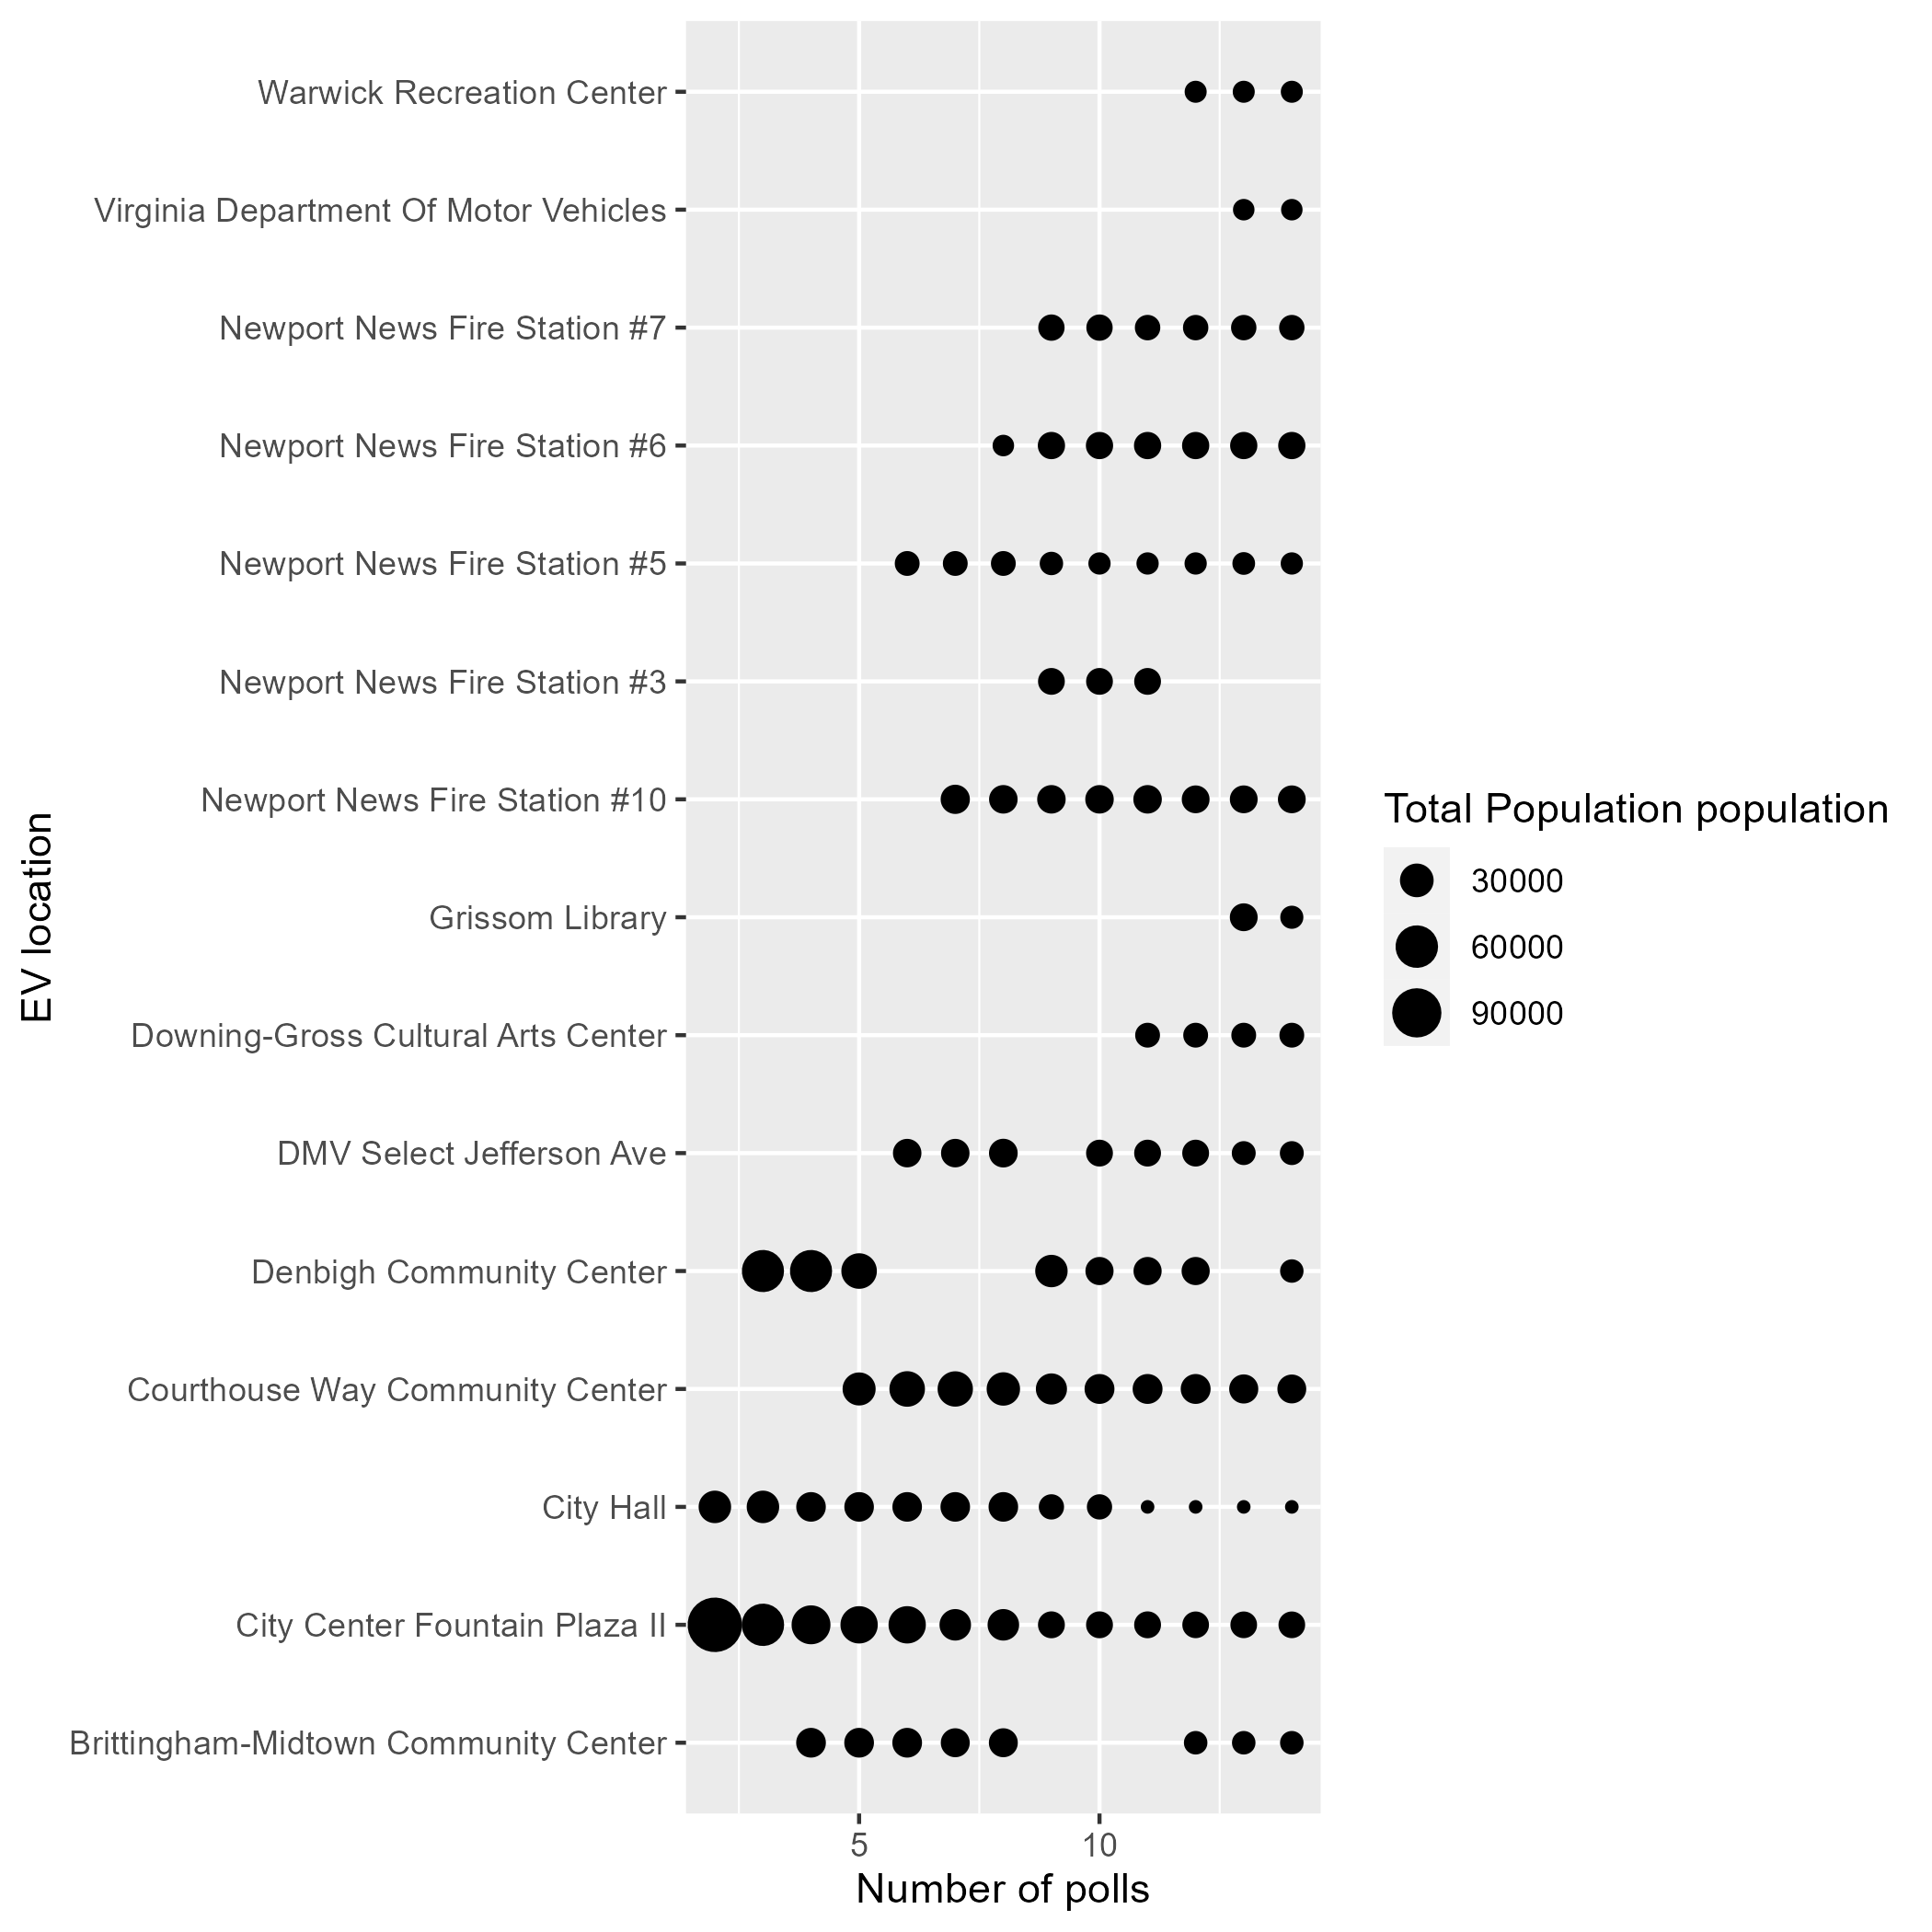 Warwick Recreation Center
Virginia Department Of Motor Vehicles
Newport News Fire Station #7
Newport News Fire Station #6
Newport News Fire Station #5
Newport News Fire Station #3
Newport News Fire Station #10
Grissom Library
Downing-Gross Cultural Arts Center
DMV Select Jefferson Ave
Denbigh Community Center
Courthouse Way Community Center
City Hall
City Center Fountain Plaza II
Brittingham-Midtown Community Center
EV location
5 10
Number of polls
Total Population population
30000
60000
90000